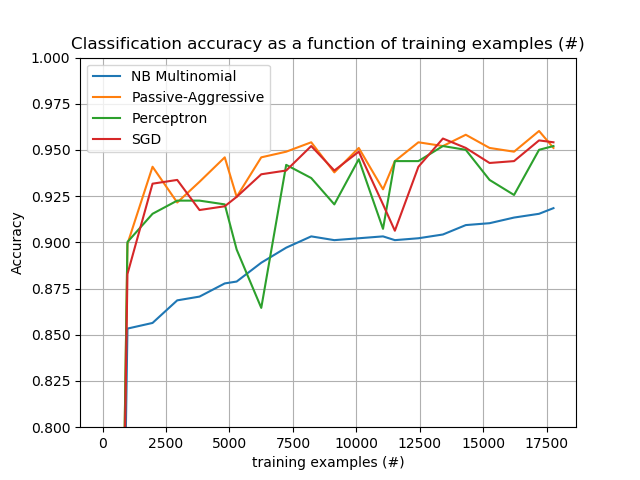 Classification accuracy as a function of training examples (#)
NB Multinomial
Passive-Aggressive
Perceptron
SGD
Accuracy
1.000
0.975
0.950
0.925
0.900
0.875
0.850
0.825
0.800
0 2500 5000 7500 10000 12500 15000 17500
training examples (#)